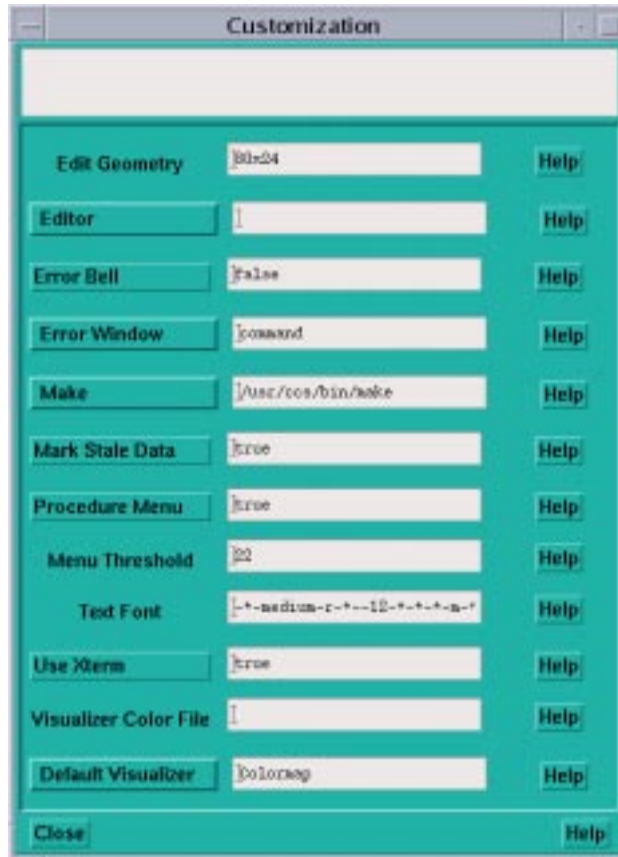 Customization
Edit Geometry 80x24 Help
Editor Help
Error Bell false Help
Error Window command Help
Make /usr/ccs/bin/make Help
Mark Stale Data true Help
Procedure Menu true Help
Menu Threshold 22 Help
Text Font -*-medium-r-*--12-*-*-*-m-* Help
Use Xterm true Help
Visualizer Color File Help
Default Visualizer Colormap Help
Close Help